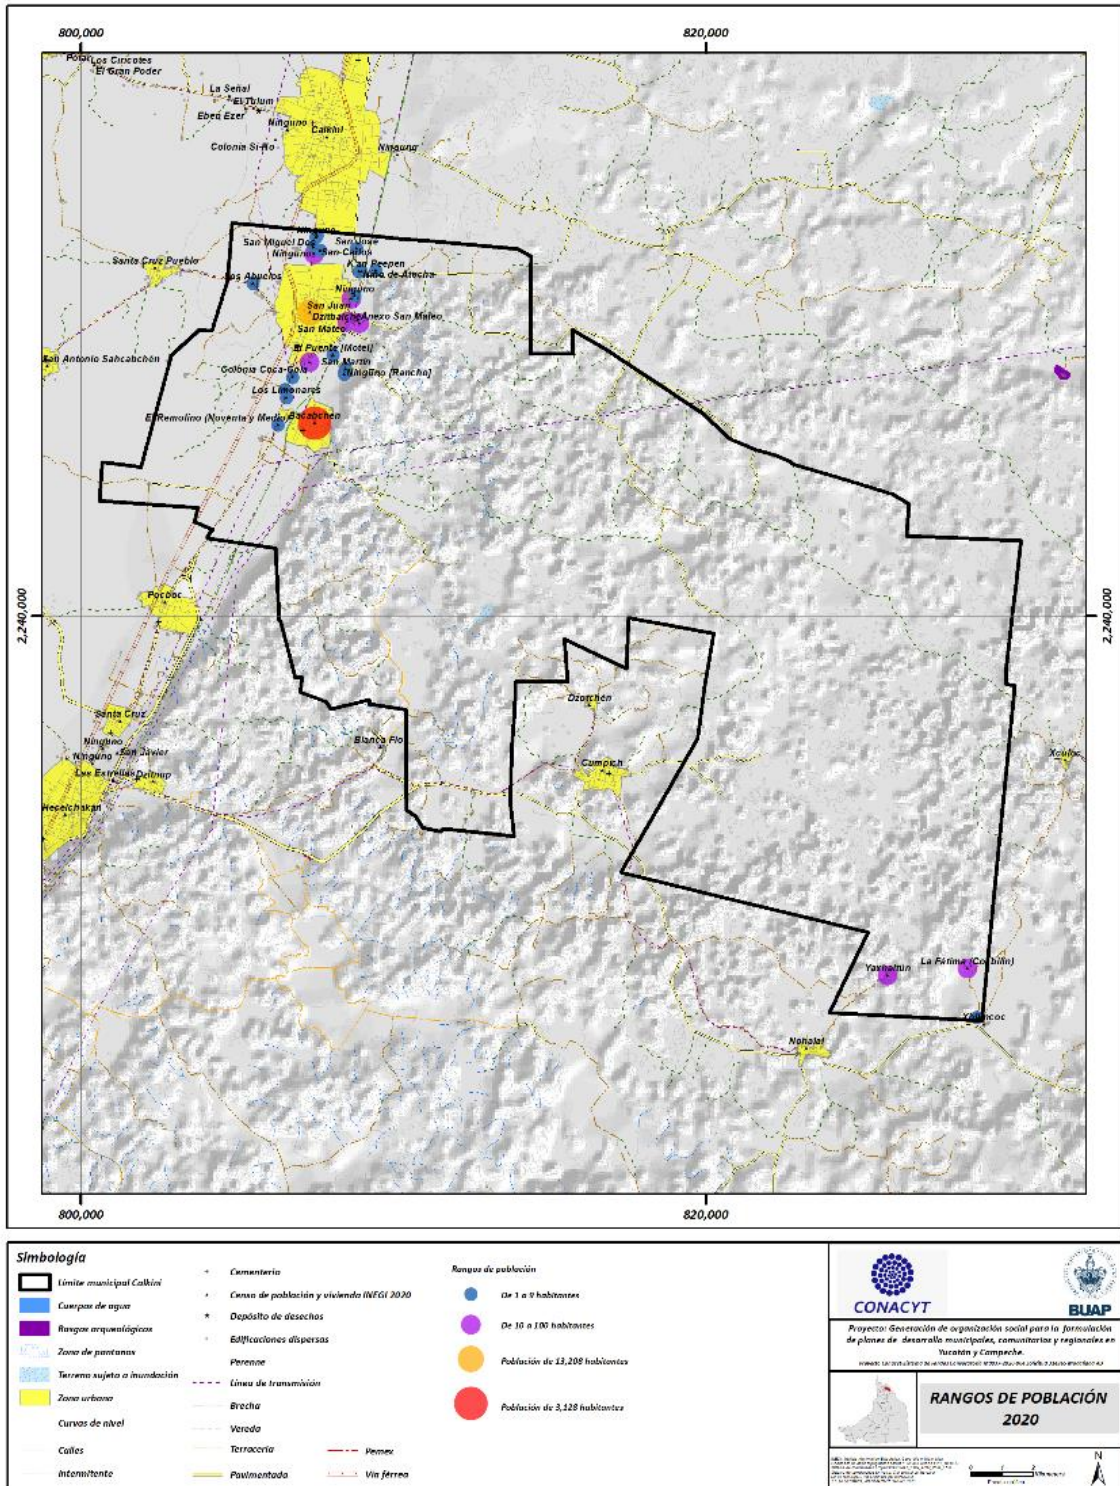 800,000
820,000
Los Ciricotes
El Gran Poder
La Señal
El Tulum
Eben Ezer
Ninguno
Calkiní
Colonia Si-Ho
Ninguno
Ninguno
San Miguel Dos
San José
Ninguno
San Carlos
Santa Cruz Pueblo
K'an Peepen
Niño de Atocha
Los Abuelos
Ninguno
San Juan
Dzitbalché
Anexo San Mateo
San Mateo
El Puente [Motel]
San Antonio Sahcabchén
San Martín
Colonia Coca-Cola
Ninguno [Rancho]
Los Limonares
El Remolino (Noventa y Medio)
Bacabchén
2,240,000
2,240,000
Pocboc
Dzotchén
Santa Cruz
Ninguno
San Javier
Ninguno
Blanca Flor
Xculoc
Cumpich
Las Estrellas
Dzitnup
Hecelchakán
La Fátima (Cohbilín)
Yaxhaltún
Nohalal
800,000
820,000
Simbología
Límite municipal Calkiní
Cuerpos de agua
Rasgos arqueológicos
Zona de pantanos
Terreno sujeto a inundación
Zona urbana
Curvas de nivel
Calles
Intermitente
Cementerio
Censo de población y vivienda INEGI 2020
Depósito de desechos
Edificaciones dispersas
Perenne
Línea de transmisión
Brecha
Vereda
Terracería
Pavimentada
Pemex
Vía férrea
Rangos de población
De 1 a 9 habitantes
De 10 a 100 habitantes
Población de 13,208 habitantes
Población de 3,128 habitantes
CONACYT
BUAP
Proyecto: Generación de organización social para la formulación
de planes de desarrollo municipales, comunitarios y regionales en
Yucatán y Campeche.
RANGOS DE POBLACIÓN
2020
Kilómetros
N